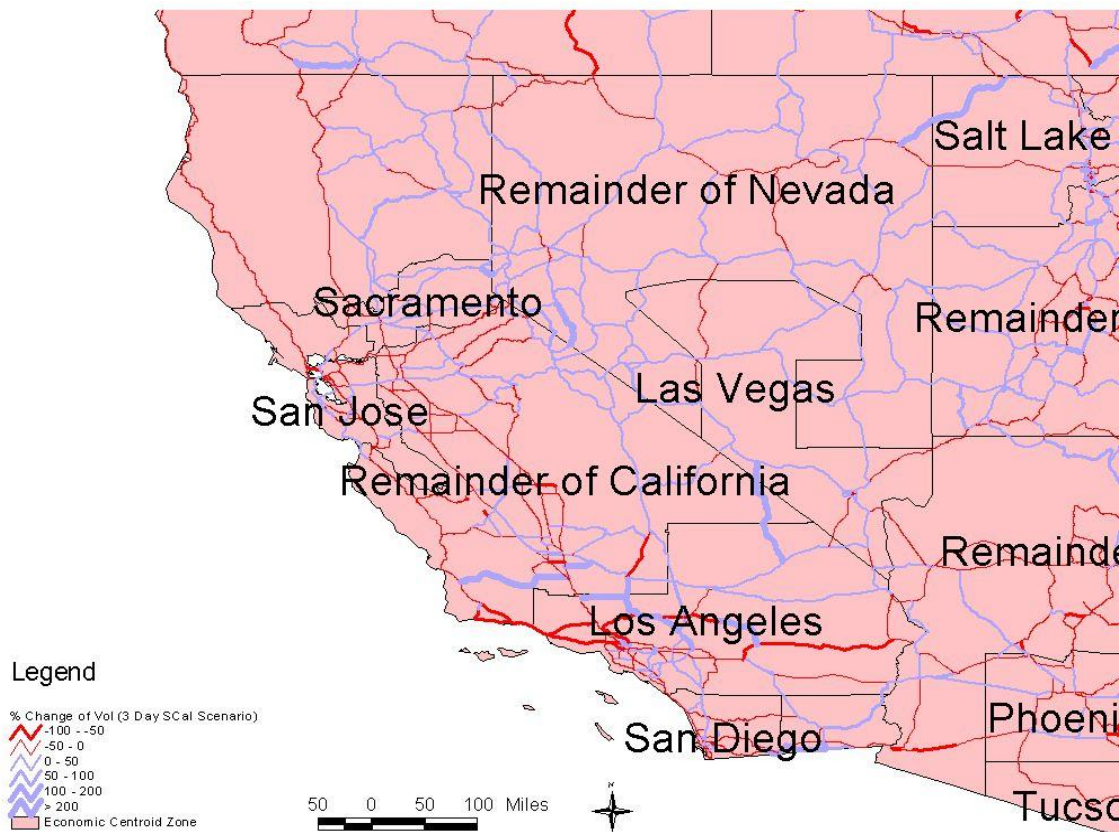 Salt Lake
Remainder of Nevada
Sacramento
Remainder
Las Vegas
San Jose
Remainder of California
Remainde
Los Angeles
Phoeni
San Diego
Tucso
Legend
% Change of Vol (3 Day SCal Scenario)
-100 - -50
-50 - 0
0 - 50
50 - 100
100 - 200
> 200
Economic Centroid Zone
50 0 50 100 Miles
N